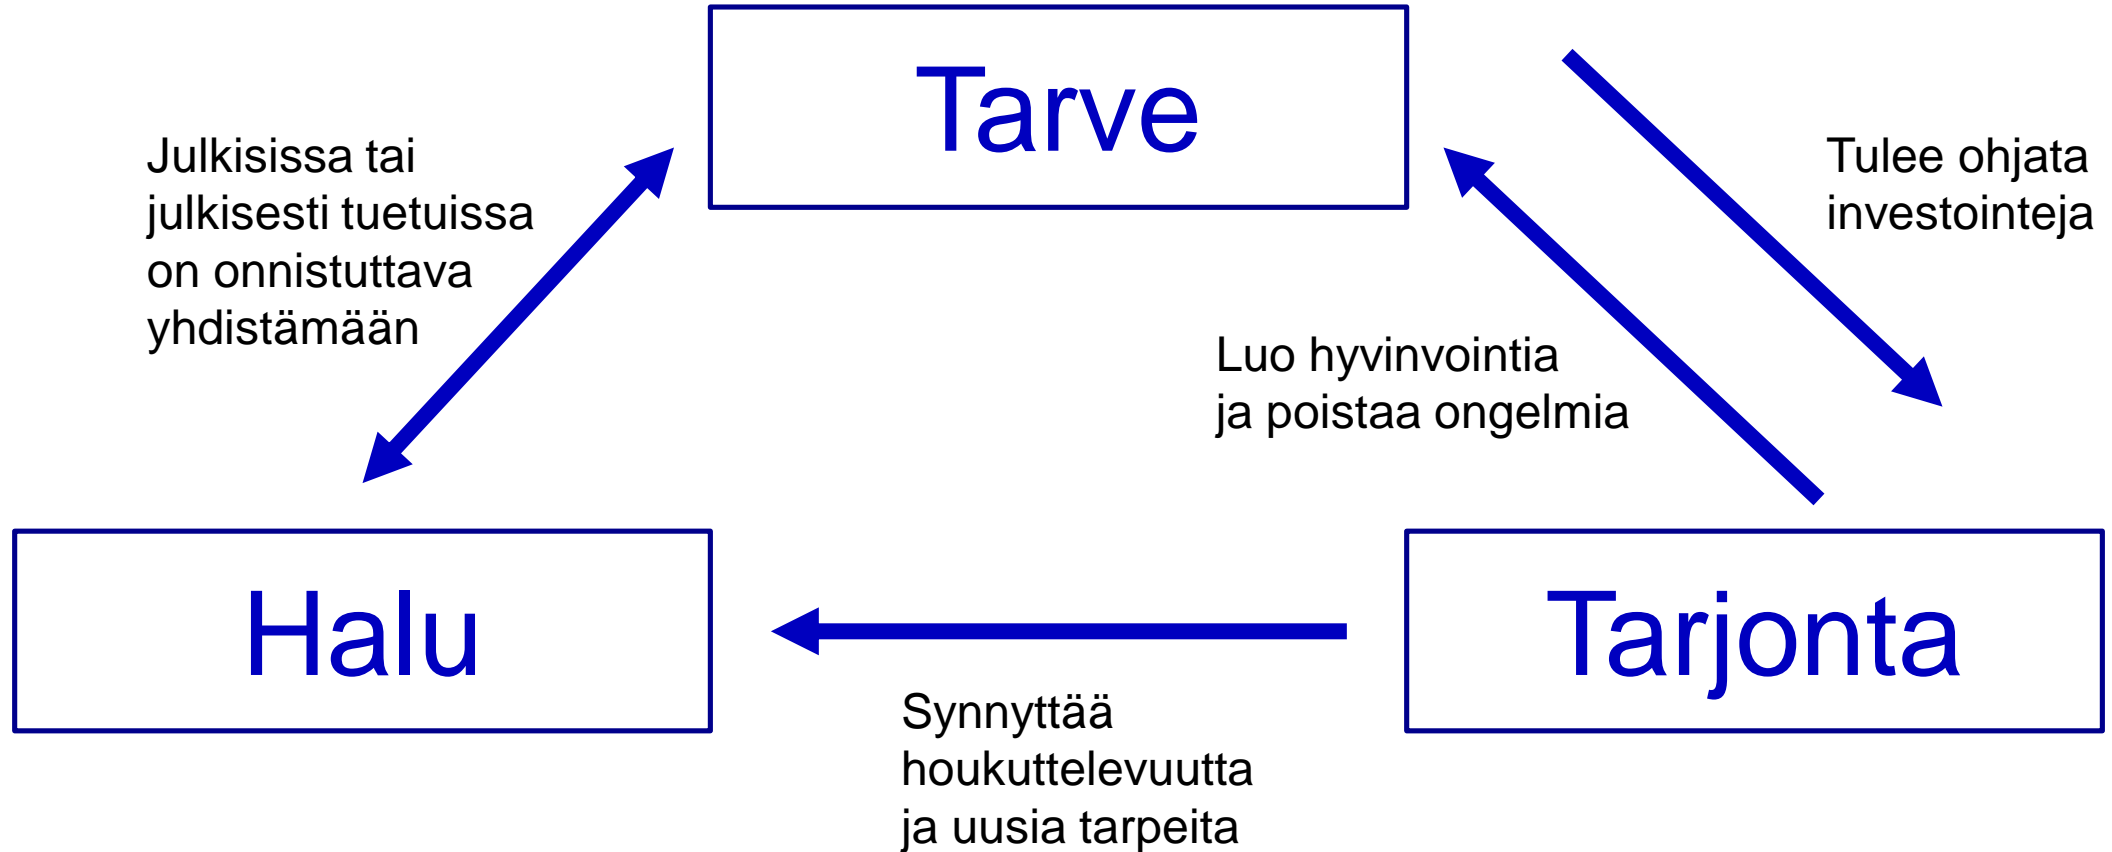 Tarve
Julkisissa tai
julkisesti tuetuissa
on onnistuttava
yhdistämään
Tulee ohjata
investointeja
Luo hyvinvointia
ja poistaa ongelmia
Halu
Tarjonta
Synnyttää
houkuttelevuutta
ja uusia tarpeita